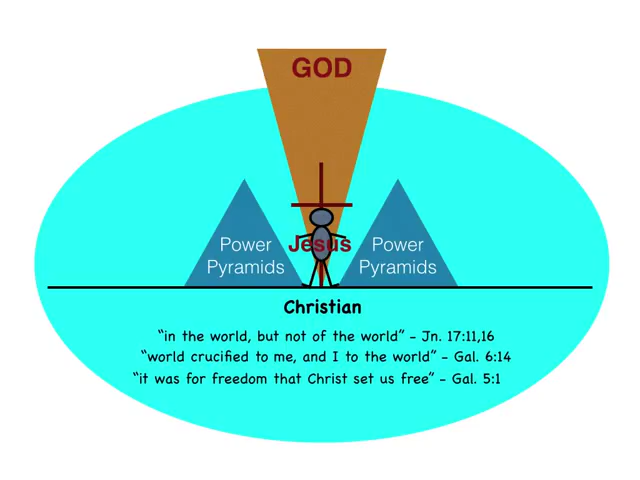 GOD
Jesus
Power
Pyramids
Power
Pyramids
Christian
“in the world, but not of the world” – Jn. 17:11,16
“world crucified to me, and I to the world” – Gal. 6:14
“it was for freedom that Christ set us free” – Gal. 5:1